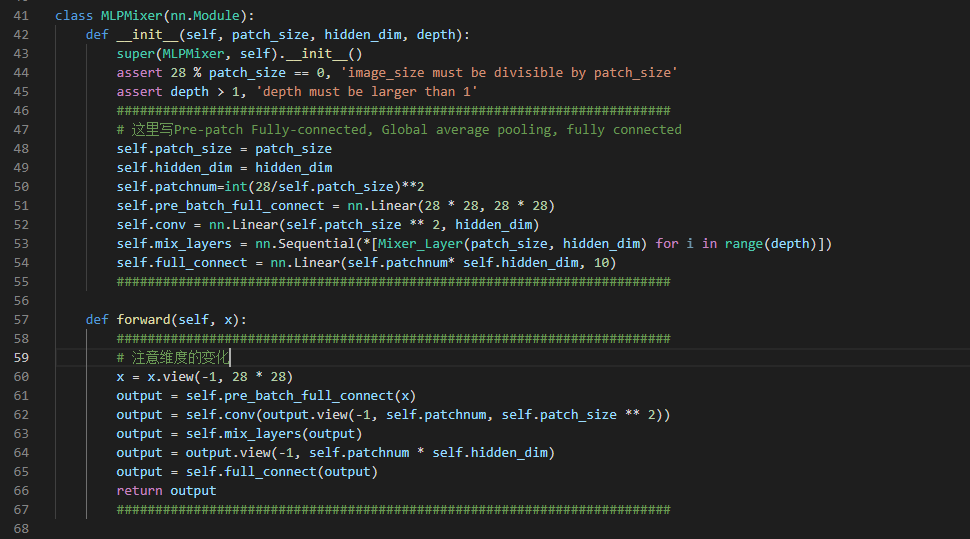 41 class MLPMixer(nn.Module):
42     def __init__(self, patch_size, hidden_dim, depth):
43         super(MLPMixer, self).__init__()
44         assert 28 % patch_size == 0, 'image_size must be divisible by patch_size'
45         assert depth > 1, 'depth must be larger than 1'
46         ########################################################################
47         # 这里写Pre-patch Fully-connected, Global average pooling, fully connected
48         self.patch_size = patch_size
49         self.hidden_dim = hidden_dim
50         self.patchnum=int(28/self.patch_size)**2
51         self.pre_batch_full_connect = nn.Linear(28 * 28, 28 * 28)
52         self.conv = nn.Linear(self.patch_size ** 2, hidden_dim)
53         self.mix_layers = nn.Sequential(*[Mixer_Layer(patch_size, hidden_dim) for i in range(depth)])
54         self.full_connect = nn.Linear(self.patchnum* self.hidden_dim, 10)
55         ########################################################################
56
57     def forward(self, x):
58         ########################################################################
59         # 注意维度的变化
60         x = x.view(-1, 28 * 28)
61         output = self.pre_batch_full_connect(x)
62         output = self.conv(output.view(-1, self.patchnum, self.patch_size ** 2))
63         output = self.mix_layers(output)
64         output = output.view(-1, self.patchnum * self.hidden_dim)
65         output = self.full_connect(output)
66         return output
67         ########################################################################
68